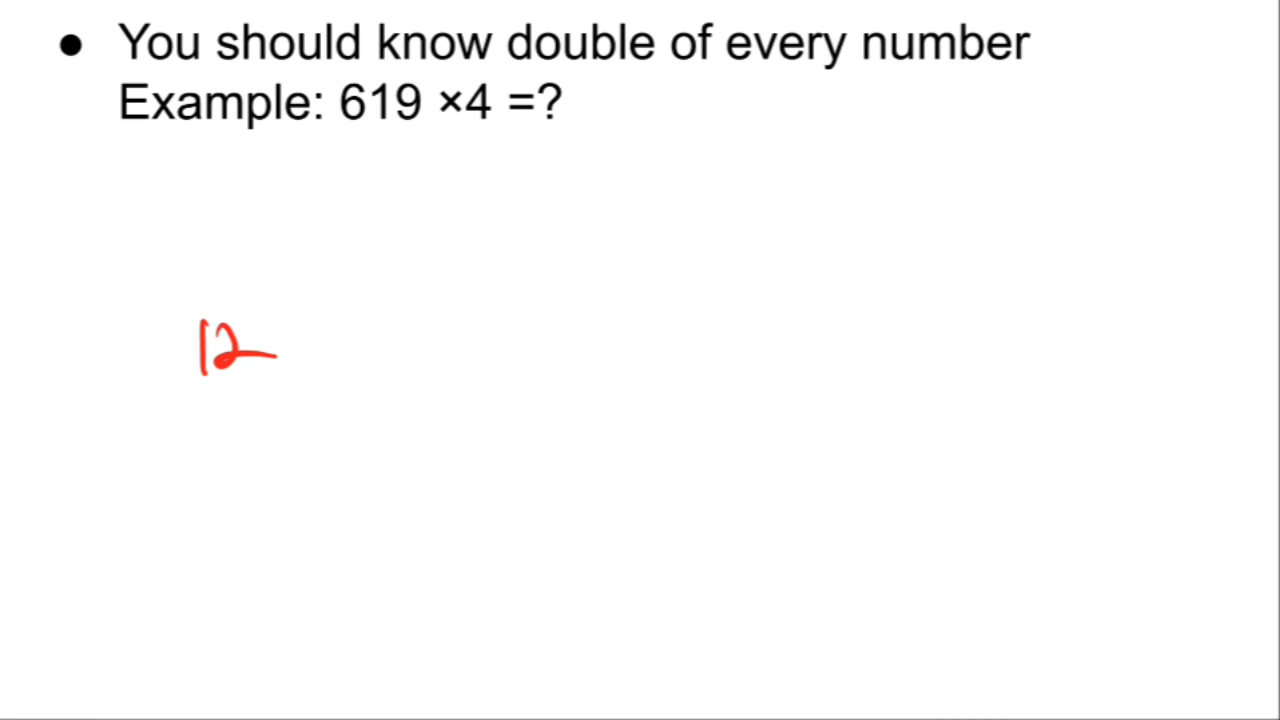 ● You should know double of every number
Example: 619 ×4 =?
12